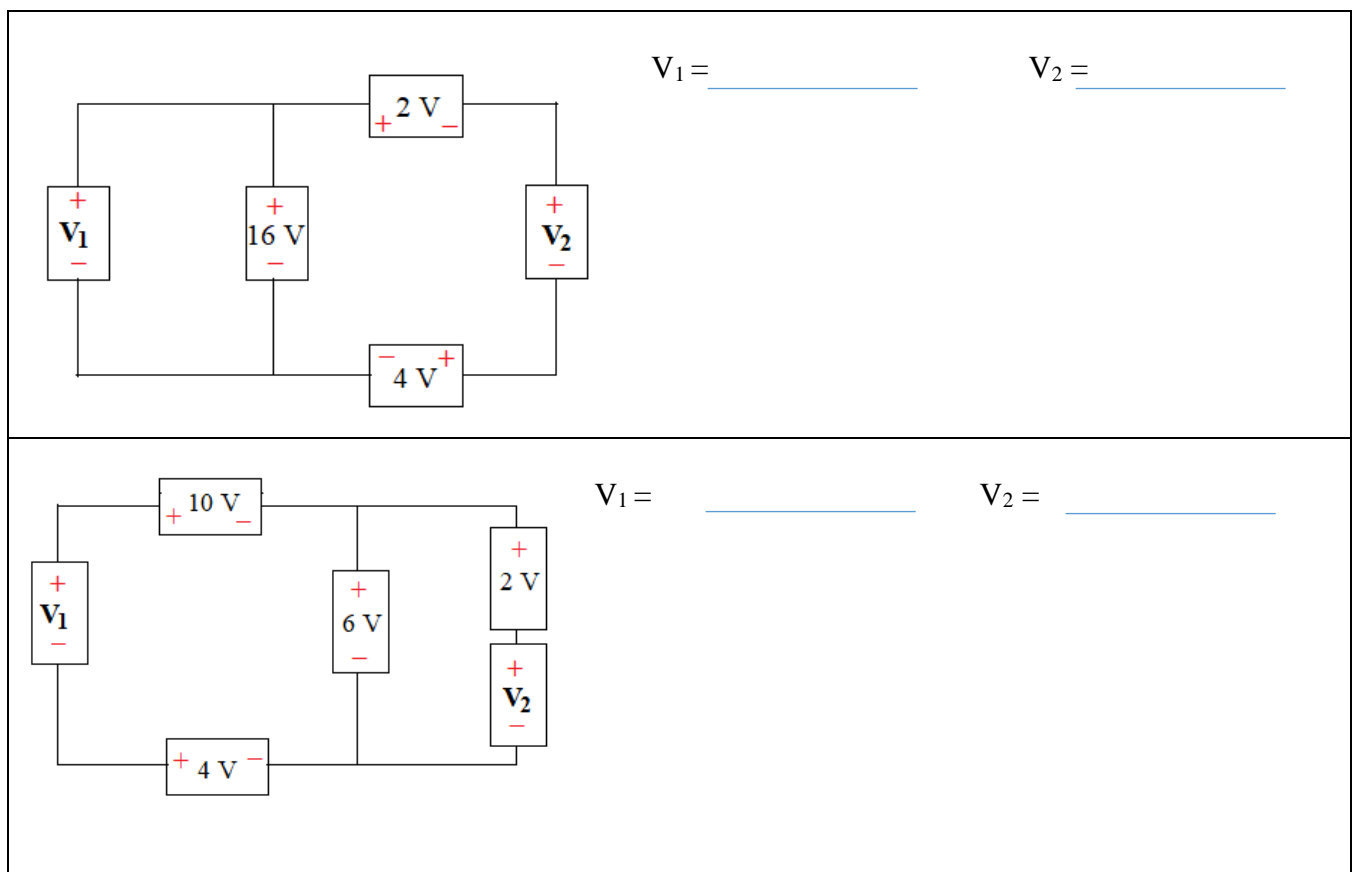 V1 = V2 =
+ 2 V −
+ V1 −
+ 16 V −
+ V2 −
− 4 V +
V1 = V2 =
+ 10 V −
+ V1 −
+ 6 V −
+ 2 V
+ V2 −
+ 4 V −